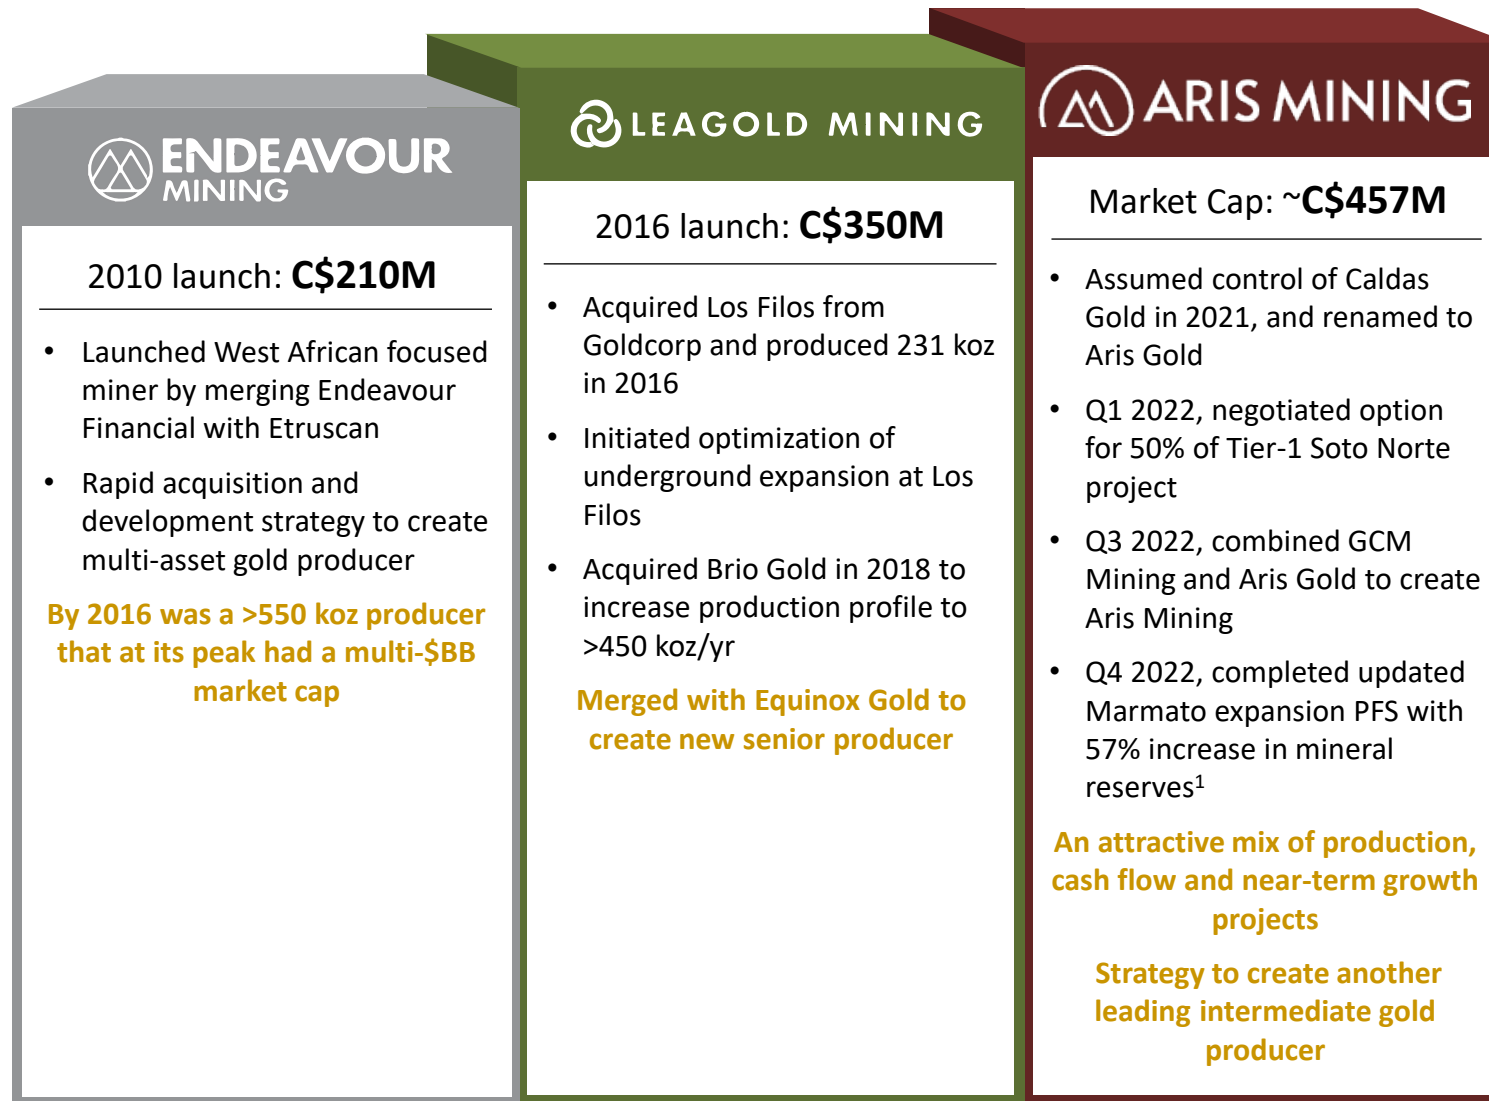 ENDEAVOUR
MINING
2010 launch: C$210M
• Launched West African focused
miner by merging Endeavour
Financial with Etruscan
• Rapid acquisition and
development strategy to create
multi-asset gold producer
By 2016 was a >550 koz producer
that at its peak had a multi-$BB
market cap
LEAGOLD MINING
2016 launch: C$350M
• Acquired Los Filos from
Goldcorp and produced 231 koz
in 2016
• Initiated optimization of
underground expansion at Los
Filos
• Acquired Brio Gold in 2018 to
increase production profile to
>450 koz/yr
Merged with Equinox Gold to
create new senior producer
ARIS MINING
Market Cap: ~C$457M
• Assumed control of Caldas
Gold in 2021, and renamed to
Aris Gold
• Q1 2022, negotiated option
for 50% of Tier-1 Soto Norte
project
• Q3 2022, combined GCM
Mining and Aris Gold to create
Aris Mining
• Q4 2022, completed updated
Marmato expansion PFS with
57% increase in mineral
reserves¹
An attractive mix of production,
cash flow and near-term growth
projects
Strategy to create another
leading intermediate gold
producer